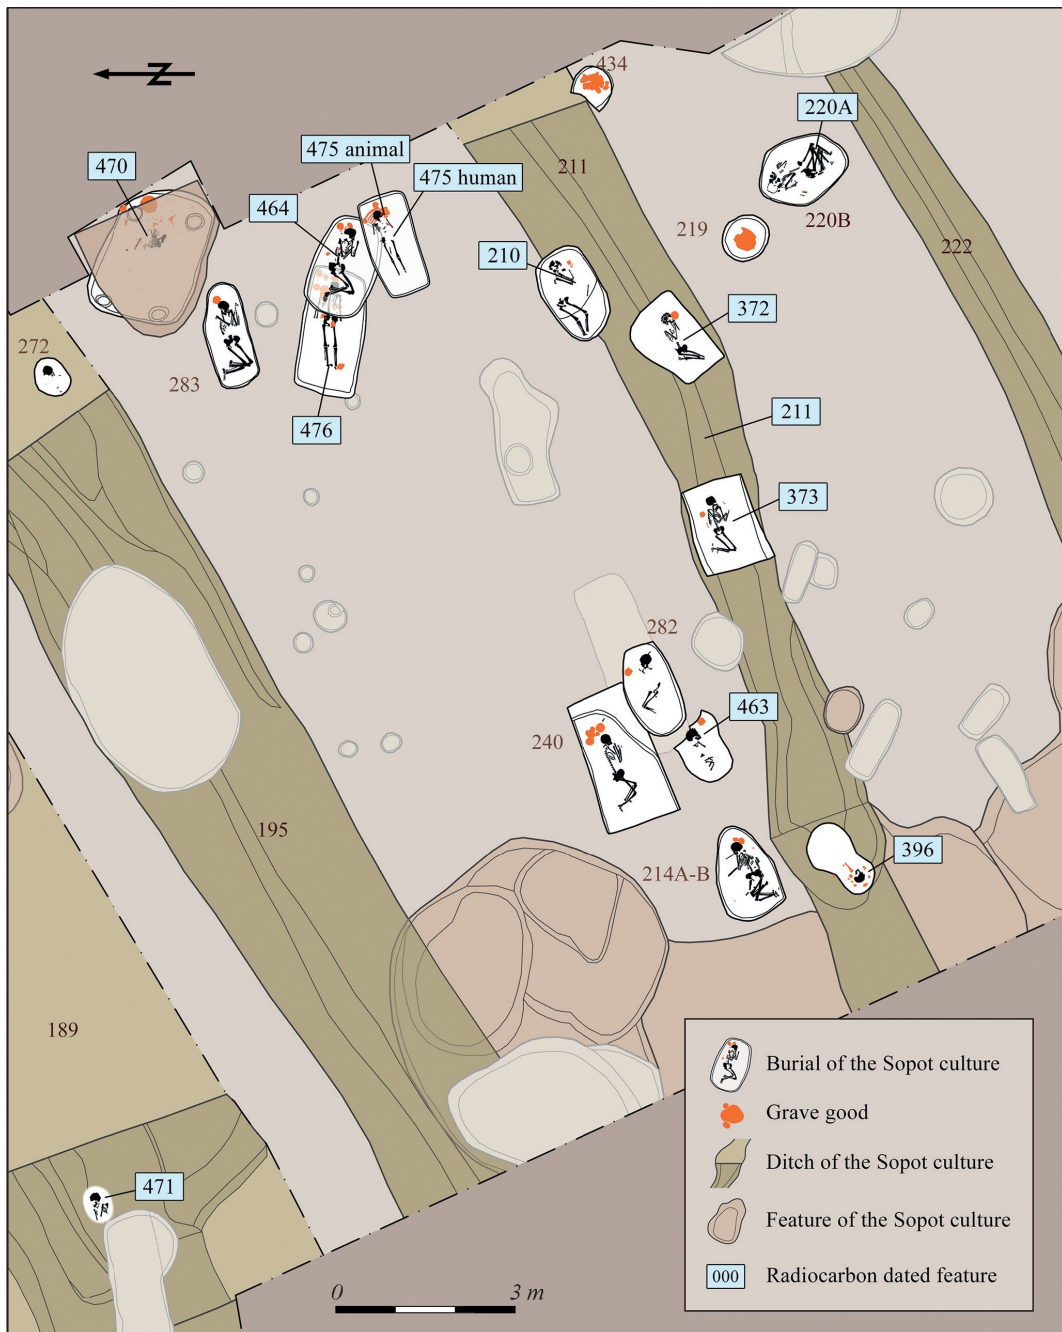 434
Z
220A
475 animal
470
211
475 human
464
219
220B
222
210
372
272
283
476
211
373
282
463
240
195
396
214A-B
189
Burial of the Sopot culture
Grave good
Ditch of the Sopot culture
471
Feature of the Sopot culture
000 Radiocarbon dated feature
0 3 m